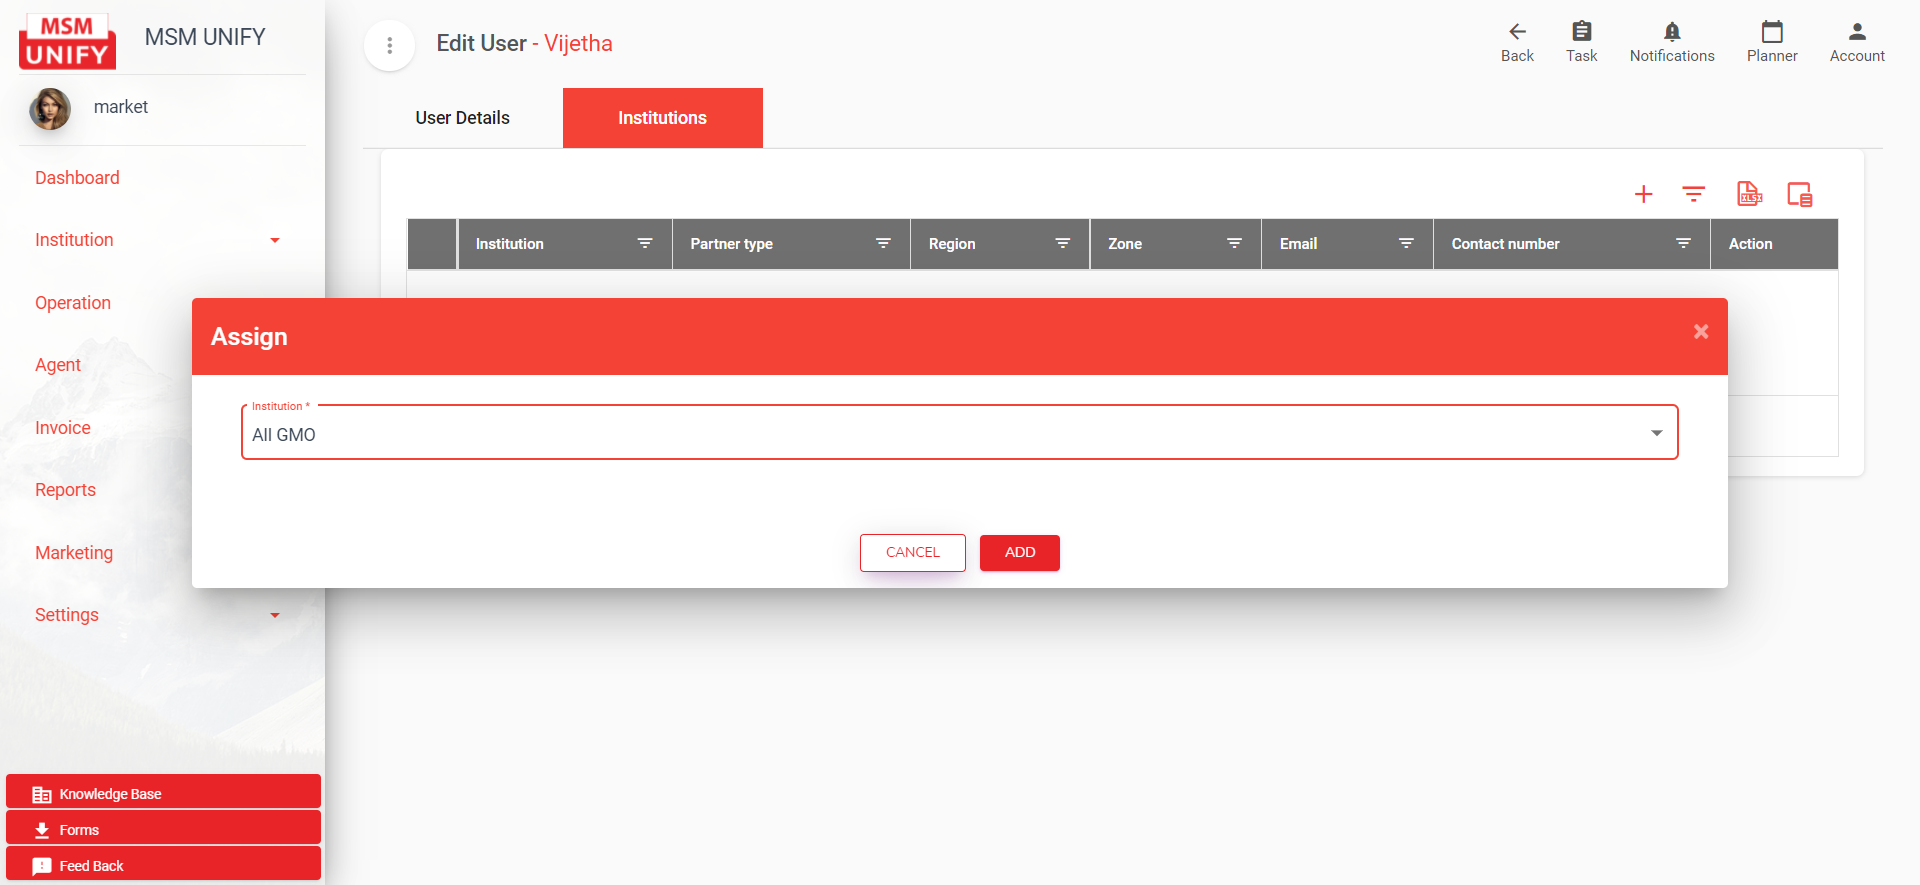 MSM
UNIFY
MSM UNIFY
market
Dashboard
Institution
Operation
Agent
Invoice
Reports
Marketing
Settings
Knowledge Base
Forms
Feed Back
Edit User - Vijetha
Back
Task
Notifications
Planner
Account
User Details
Institutions
XLSX
Institution
Partner type
Region
Zone
Email
Contact number
Action
Assign
×
Institution *
All GMO
CANCEL
ADD